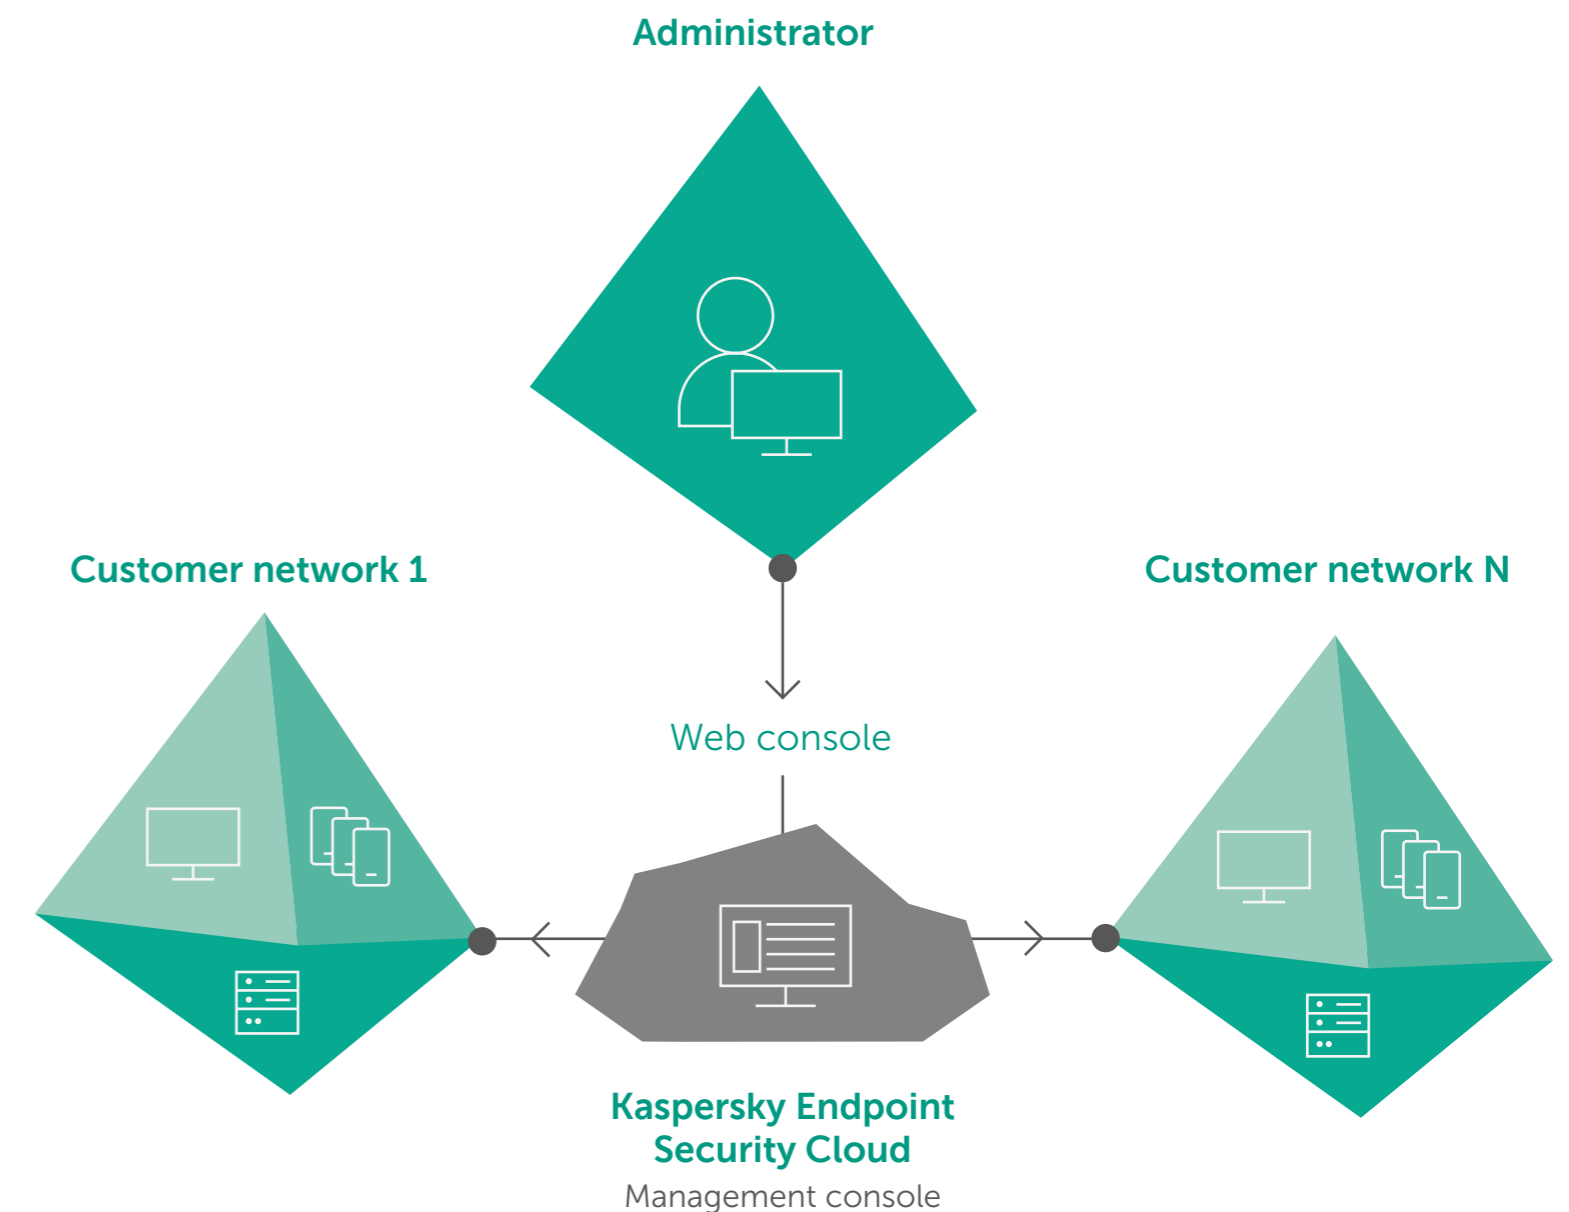 Administrator
Customer network 1
Customer network N
Web console
Kaspersky Endpoint
Security Cloud
Management console